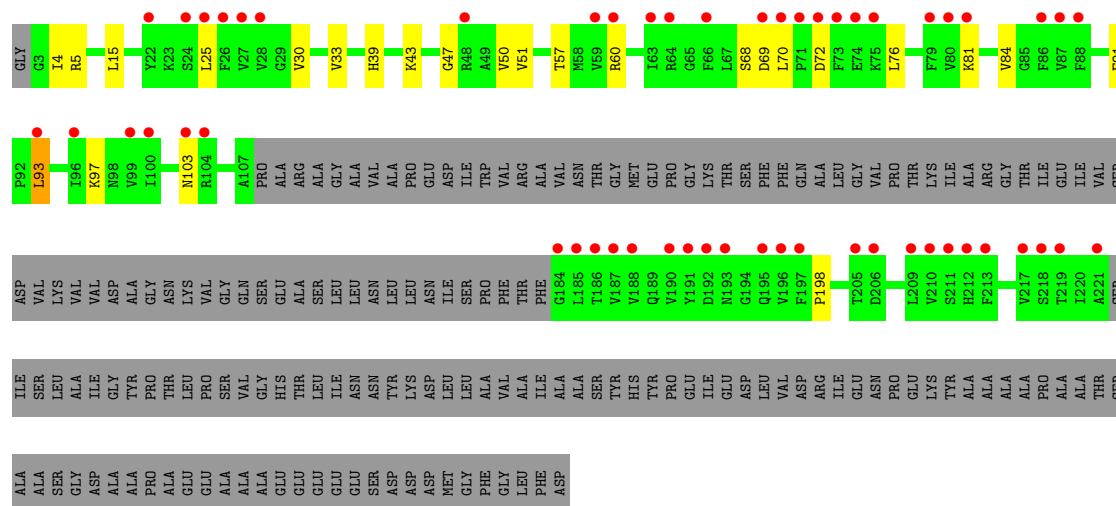 GLY G3 I4 R5 L15 Y22 K23 S24 L25 F26 V27 V28 G29 V30 V33 H39 K43 G47 R48 A49 V50 V51 T57 M58 V59 R60 I63 R64 G65 F66 L67 S68 D69 L70 P71 D72 F73 E74 K75 L76 F79 V80 K81 V84 G85 F86 V87 F88
P92 L93 I96 K97 N98 V99 I100 N103 R104 A107 PRO ALA ARG ALA GLY ALA VAL ALA PRO GLU ASP ILE TRP VAL ARG ALA VAL ASN THR GLY MET GLU PRO GLY LYS THR SER PHE PHE GLN ALA LEU GLY VAL PRO THR LYS ILE ALA ARG GLY THR ILE GLU ILE VAL
ASP VAL LYS VAL VAL ASP ALA GLY ASN LYS VAL GLY GLN SER GLU ALA SER LEU LEU ASN LEU LEU ASN ILE SER PRO PHE THR PHE G184 L185 T186 V187 V188 Q189 V190 Y191 D192 N193 G194 Q195 V196 F197 P198 T205 D206 L209 V210 S211 H212 F213 V217 S218 T219 I220 A221
ILE SER LEU ALA ILE GLY TYR PRO THR LEU PRO SER VAL GLY HIS THR LEU ILE ASN ASN TYR LYS ASP LEU LEU ALA VAL ALA ILE ALA ALA SER TYR HIS TYR PRO GLU ILE GLU ASP LEU VAL ASP ARG ILE GLU ASN PRO GLU LYS TYR ALA ALA ALA ALA PRO ALA ALA THR
ALA ALA SER GLY ASP ALA ALA PRO ALA GLU GLU ALA ALA ALA GLU GLU GLU GLU GLU SER ASP ASP ASP MET GLY PHE GLY LEU PHE ASP